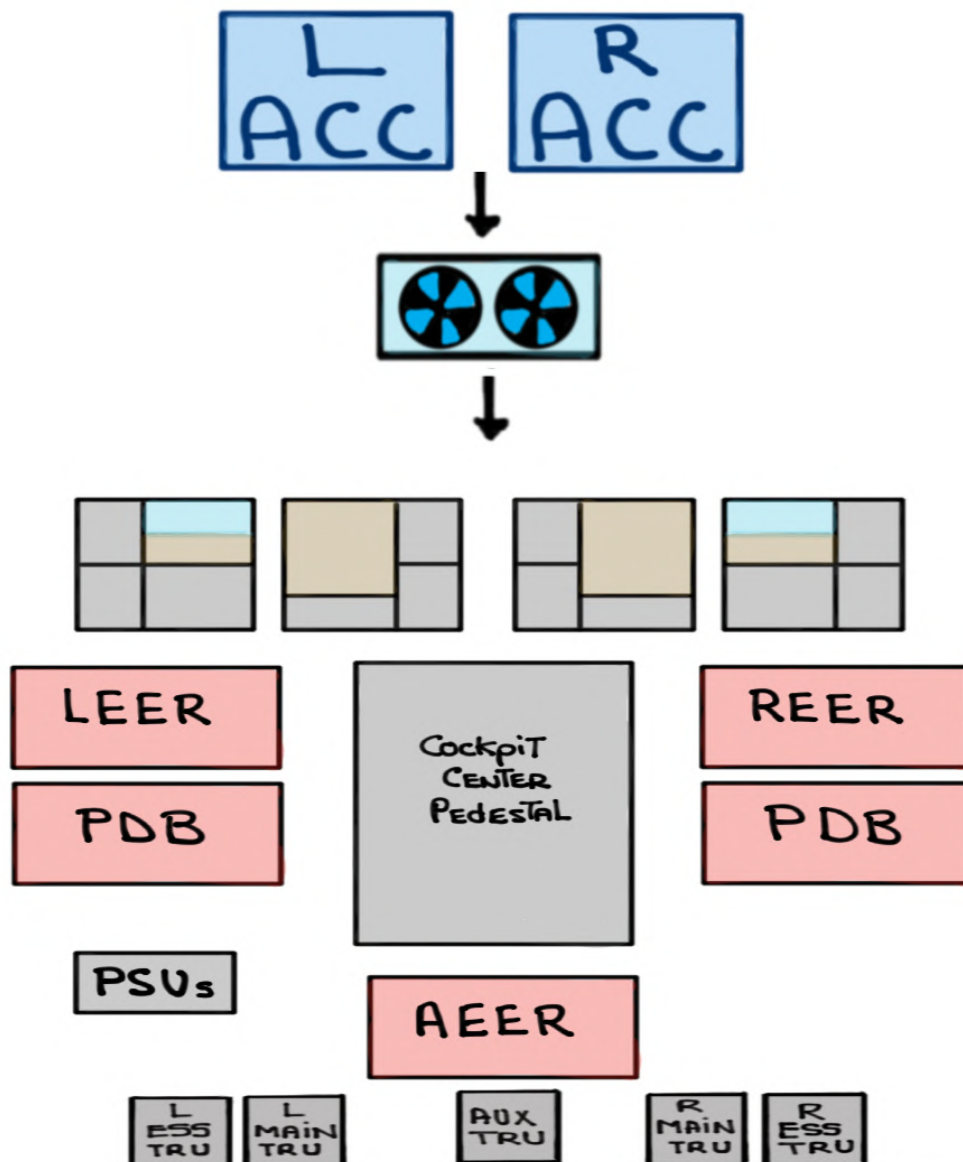 L
ACC
R
ACC
LEER
REER
PDB
PDB
CockpiT
CENTER
PEdESTAL
PSUs
AEER
L
ESS
TRU
L
MAiN
TRU
AUX
TRU
R
MAiN
TRU
R
ESS
TRU